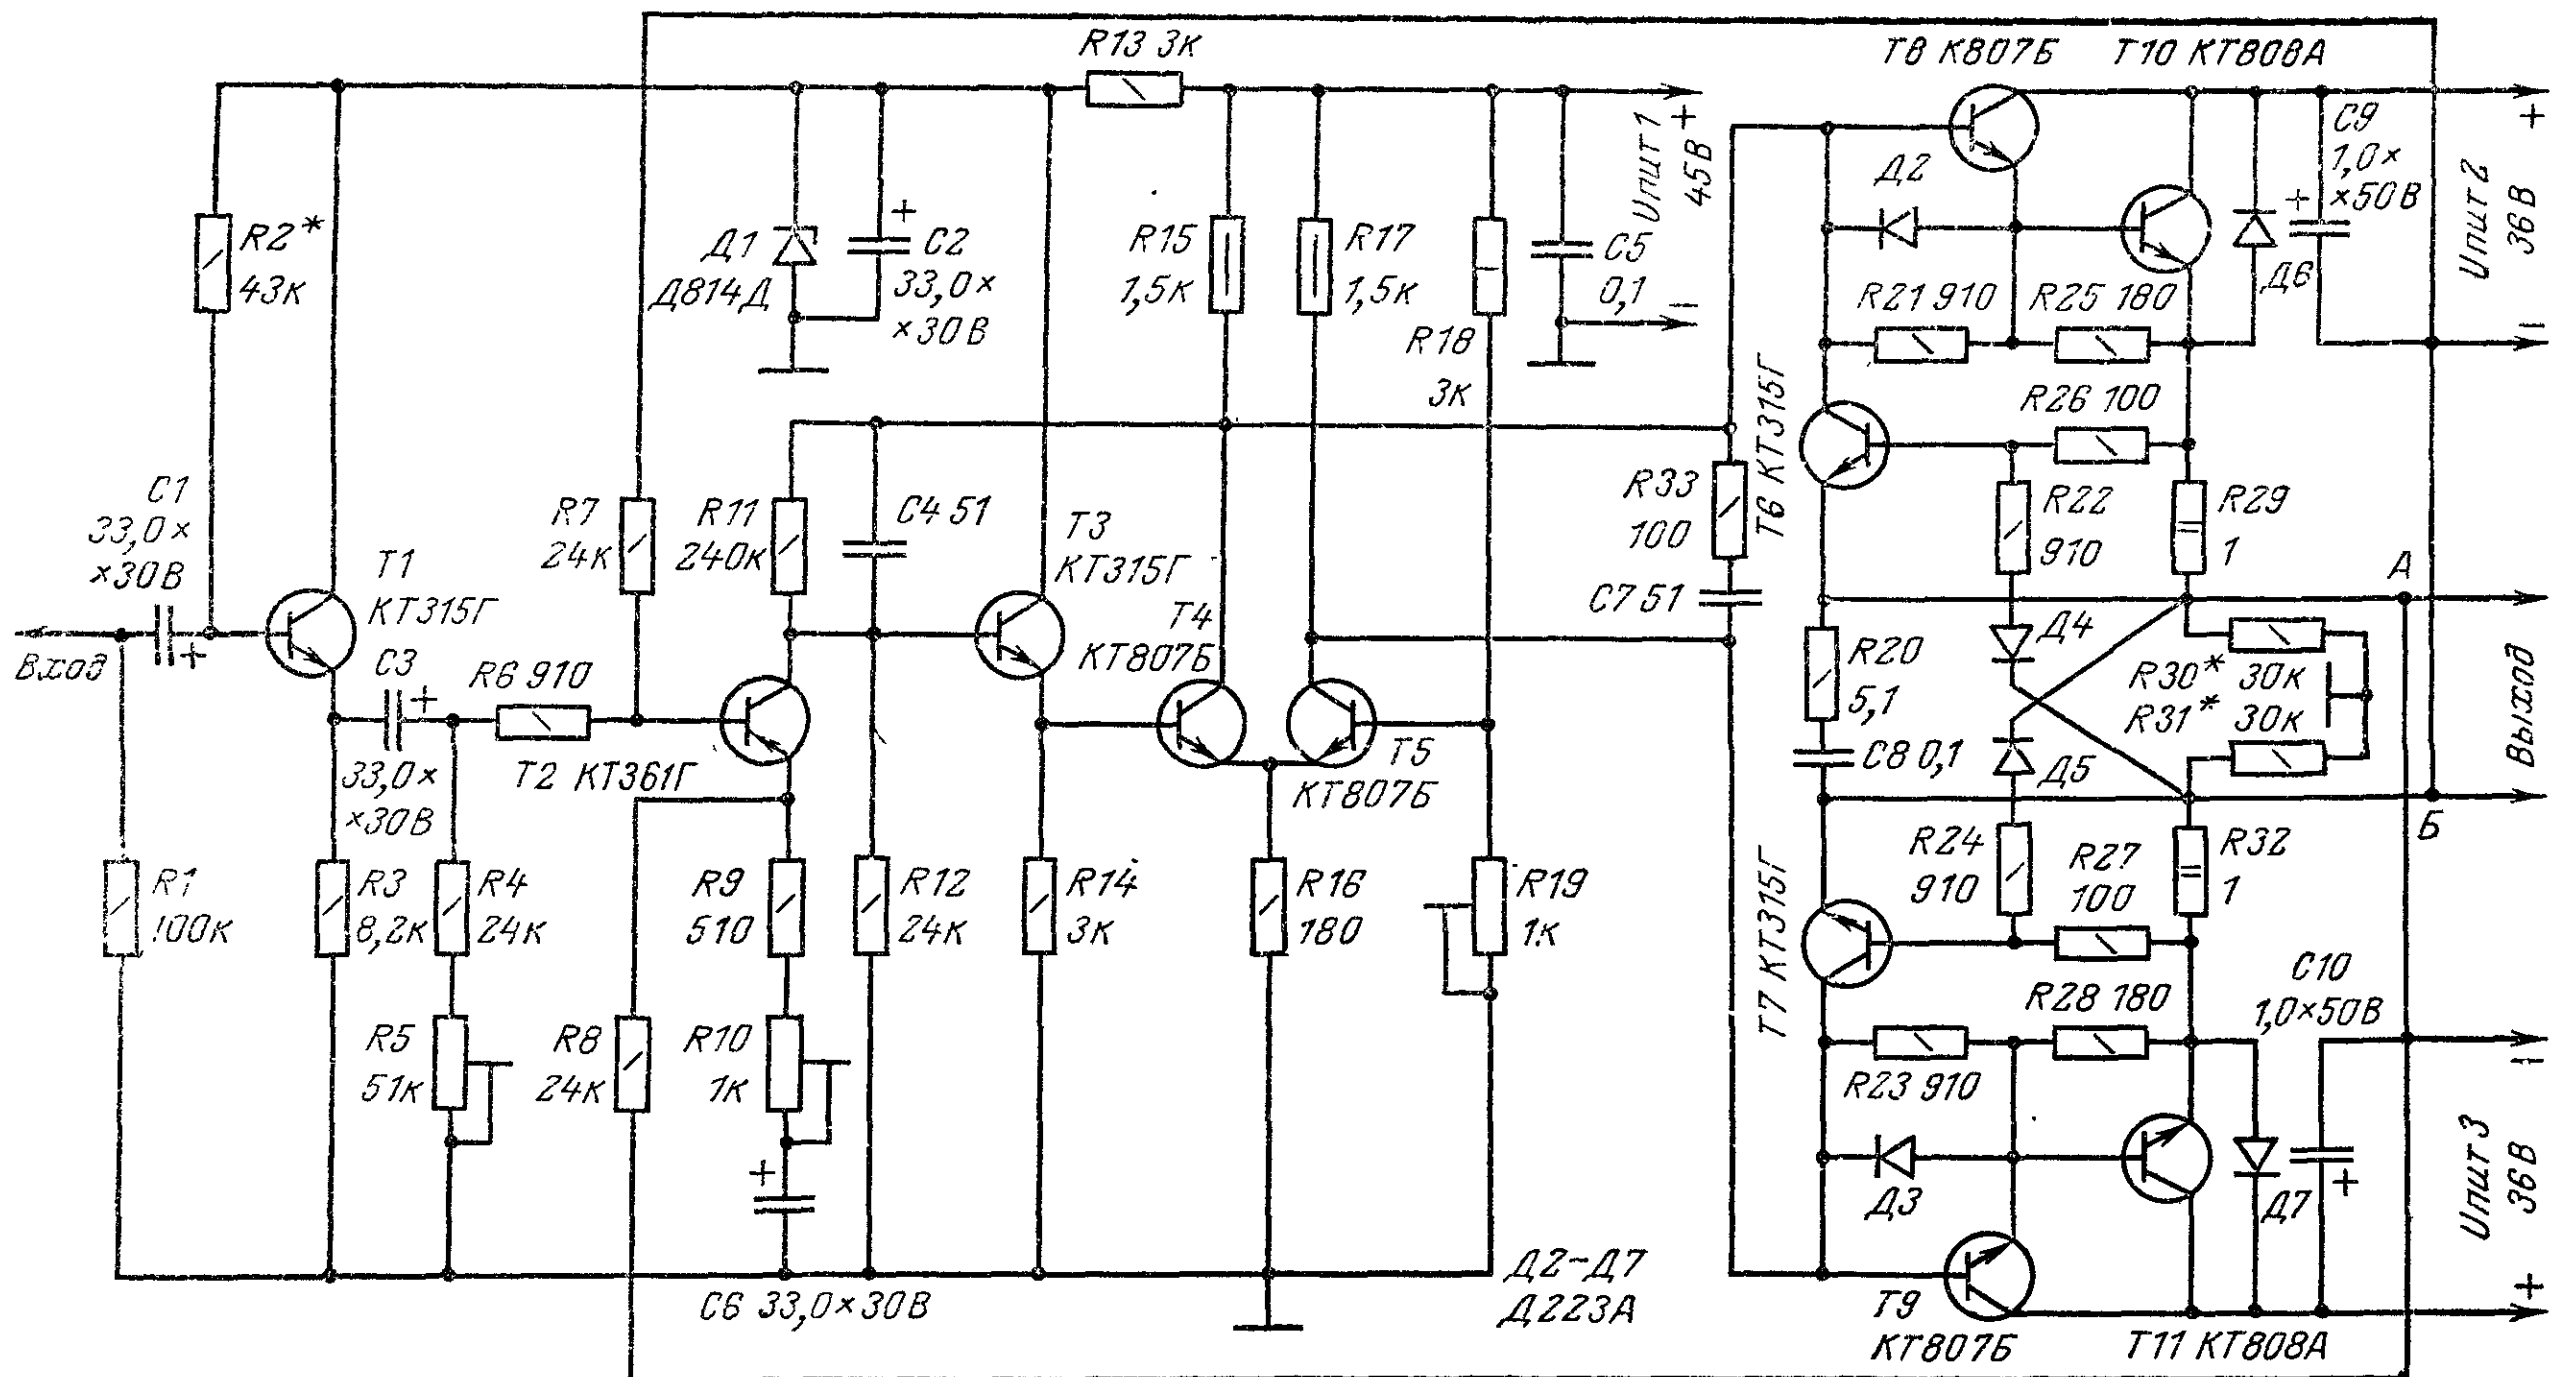 R13 3к
Т8 К807Б
Т10 КТ808А
R2*
43к
Д1
Д814Д
+
С2
33,0×
×30В
R15
1,5к
R17
1,5к
R18
3к
С5
0,1
Uпит1
45В
+
−
Д2
R21 910
R25 180
Д6
+
С9
1,0×
×50В
Uпит2
36В
+
−
С1
33,0×
×30В
+
Вход
Т1
КТ315Г
С3
+
33,0×
×30В
R6 910
R7
24к
R11
240к
С4 51
Т3
КТ315Г
Т4
КТ807Б
Т5
КТ807Б
Т2 КТ361Г
R33
100
С7 51
Т6 КТ315Г
R26 100
R22
910
R29
1
А
Д4
R20
5,1
С8 0,1
R30* 30к
R31* 30к
Д5
Выход
Б
R1
100к
R3
8,2к
R4
24к
R9
510
R12
24к
R14
3к
R16
180
R19
1к
R24
910
R27
100
R32
1
Т7 КТ315Г
R28 180
С10
1,0×50В
R5
51к
R8
24к
R10
1к
R23 910
−
+
Д3
Д7
+
Uпит3
36В
+
С6 33,0×30В
Д2−Д7
Д223А
Т9
КТ807Б
Т11 КТ808А